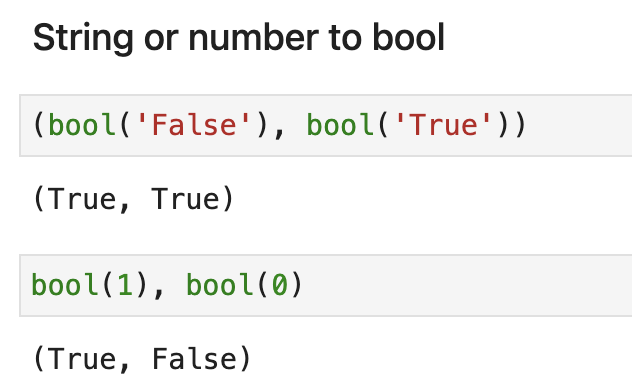 String or number to bool
(bool('False'), bool('True'))
(True, True)
bool(1), bool(0)
(True, False)